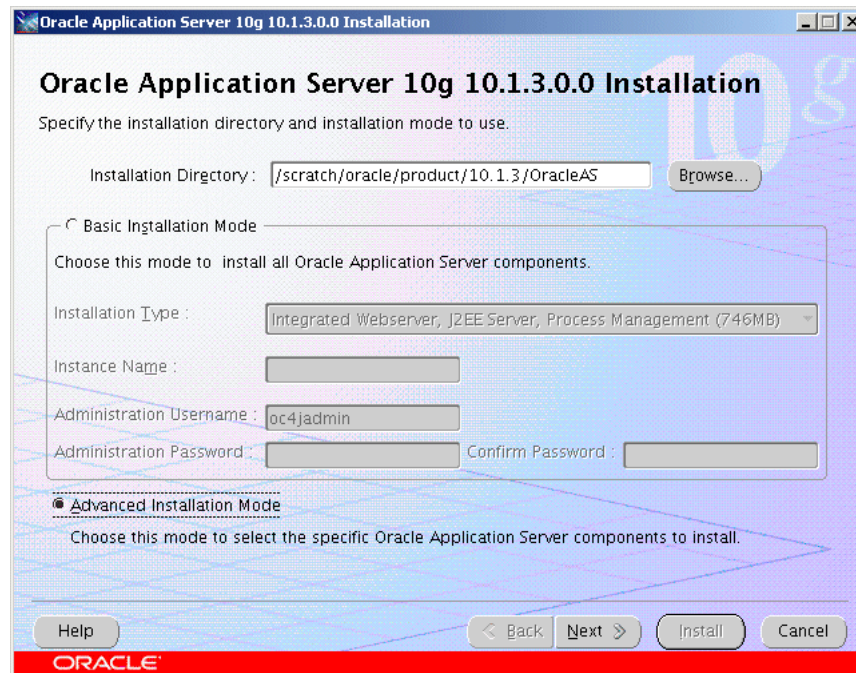 Oracle Application Server 10g 10.1.3.0.0 Installation
10g
Oracle Application Server 10g 10.1.3.0.0 Installation
Specify the installation directory and installation mode to use.
Installation Directory : /scratch/oracle/product/10.1.3/OracleAS Browse...
Basic Installation Mode
Choose this mode to install all Oracle Application Server components.
Installation Type : Integrated Webserver, J2EE Server, Process Management (746MB)
Instance Name :
Administration Username : oc4jadmin
Administration Password : Confirm Password :
Advanced Installation Mode
Choose this mode to select the specific Oracle Application Server components to install.
Help Back Next Install Cancel
ORACLE